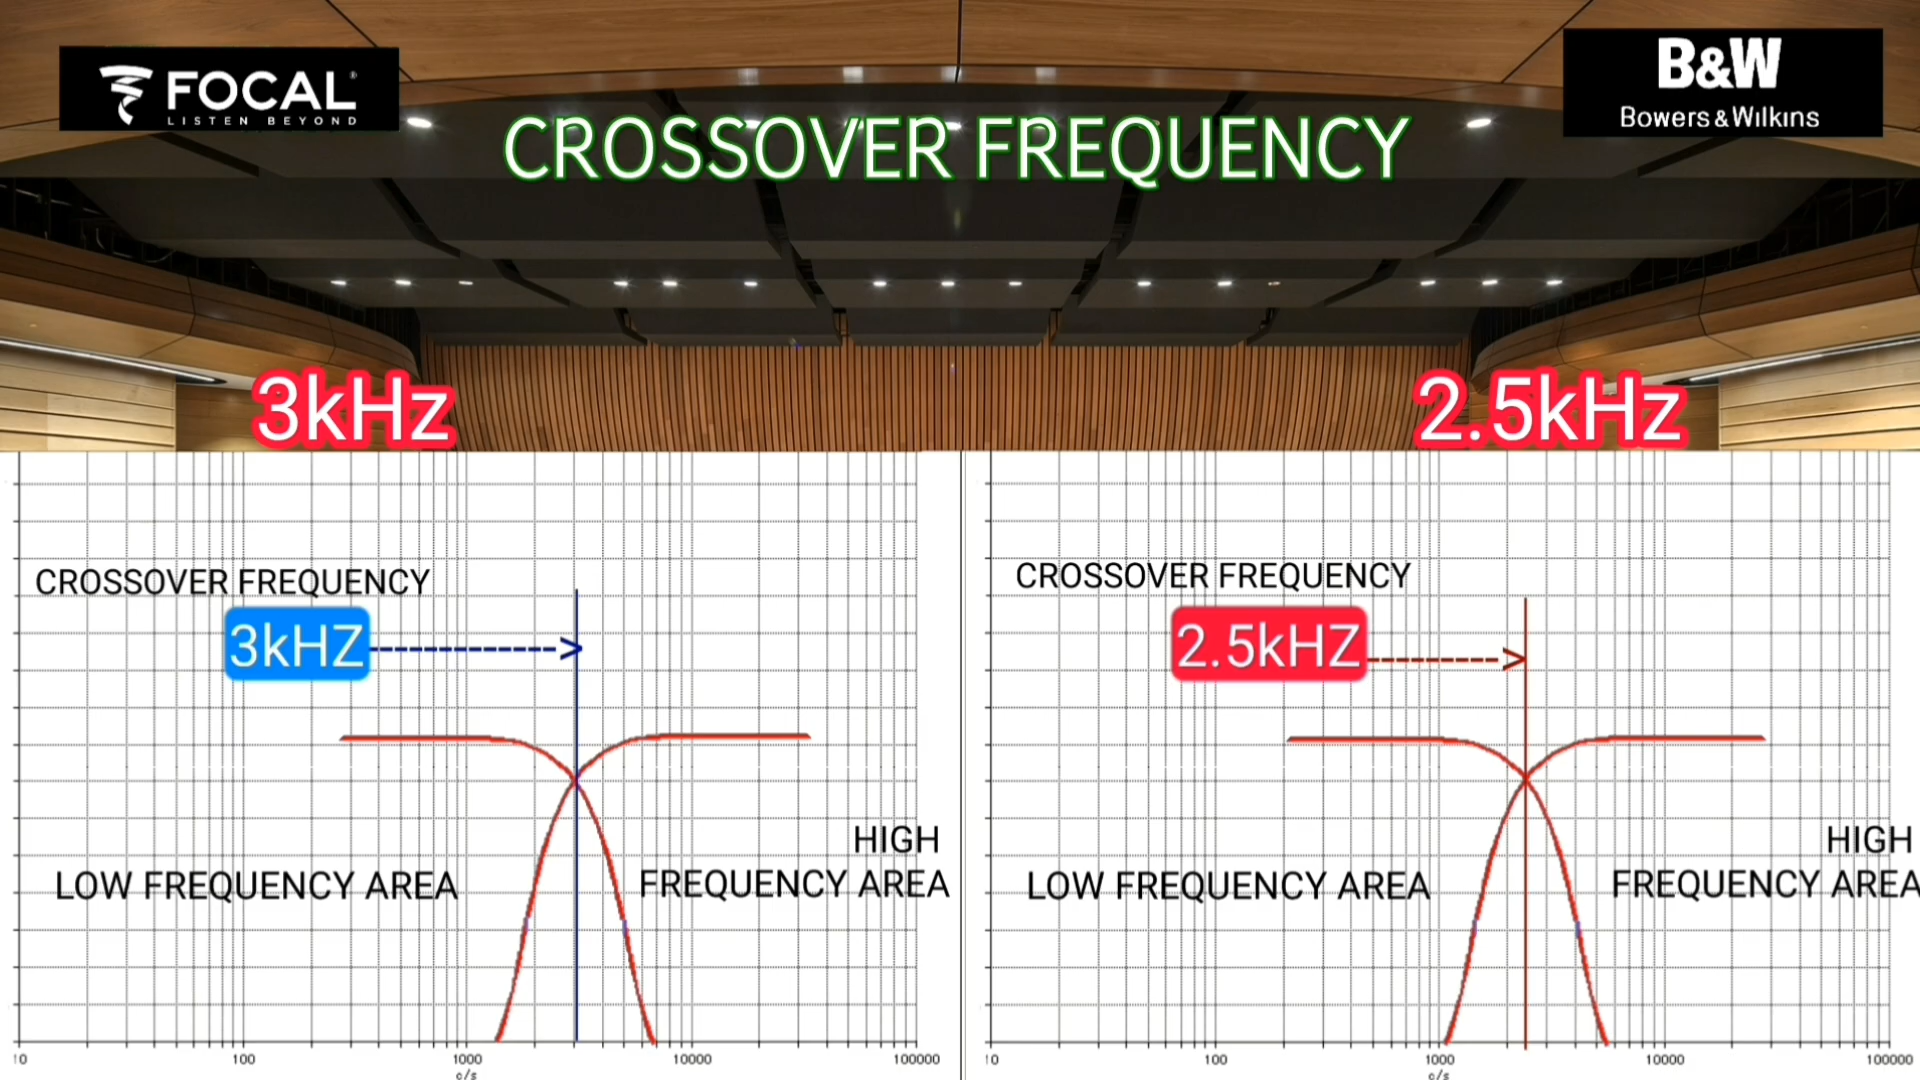 FOCAL®
LISTEN BEYOND
B&W
Bowers & Wilkins
CROSSOVER FREQUENCY
3kHz
2.5kHz
CROSSOVER FREQUENCY
3kHZ
LOW FREQUENCY AREA
HIGH
FREQUENCY AREA
10 100 1000 10000 100000
c/s
CROSSOVER FREQUENCY
2.5kHZ
LOW FREQUENCY AREA
HIGH
FREQUENCY AREA
10 100 1000 10000 100000
c/s